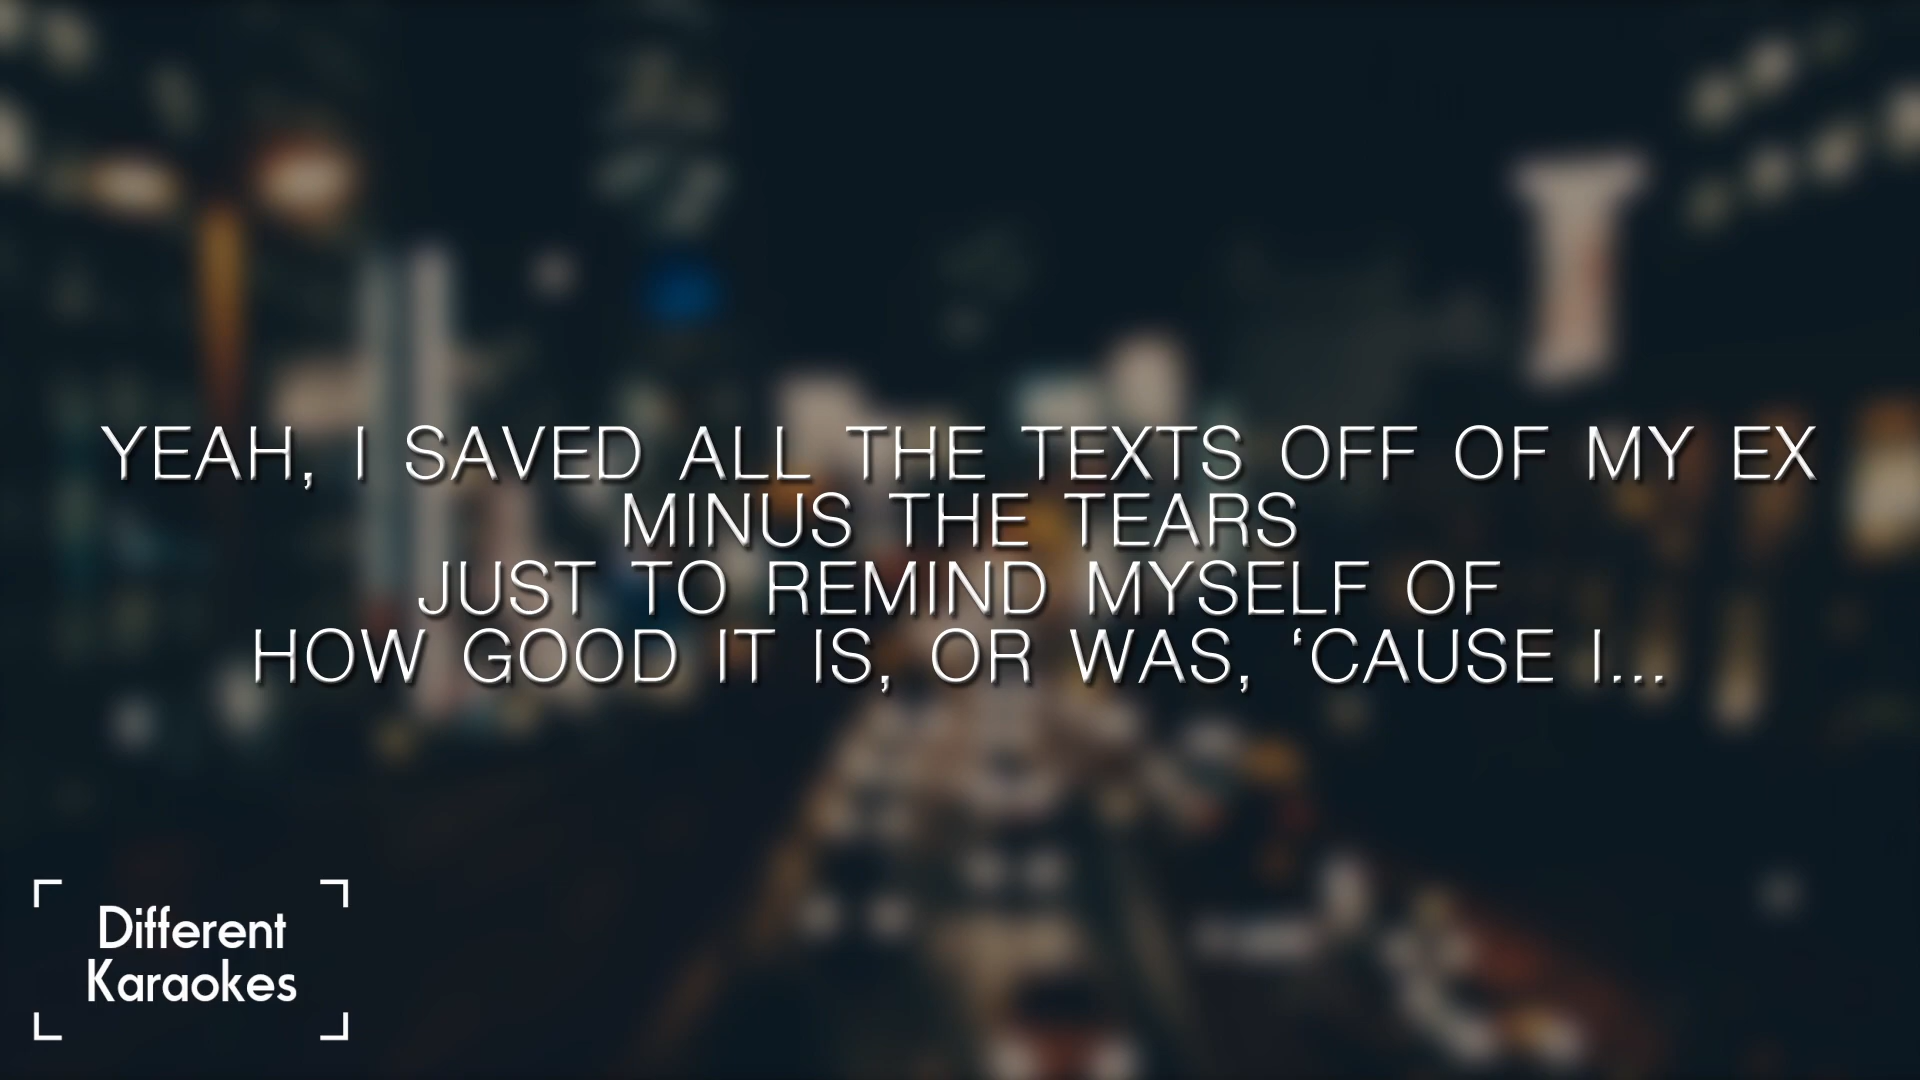 YEAH, I SAVED ALL THE TEXTS OFF OF MY EX
MINUS THE TEARS
JUST TO REMIND MYSELF OF
HOW GOOD IT IS, OR WAS, ‘CAUSE I...
Different
Karaokes